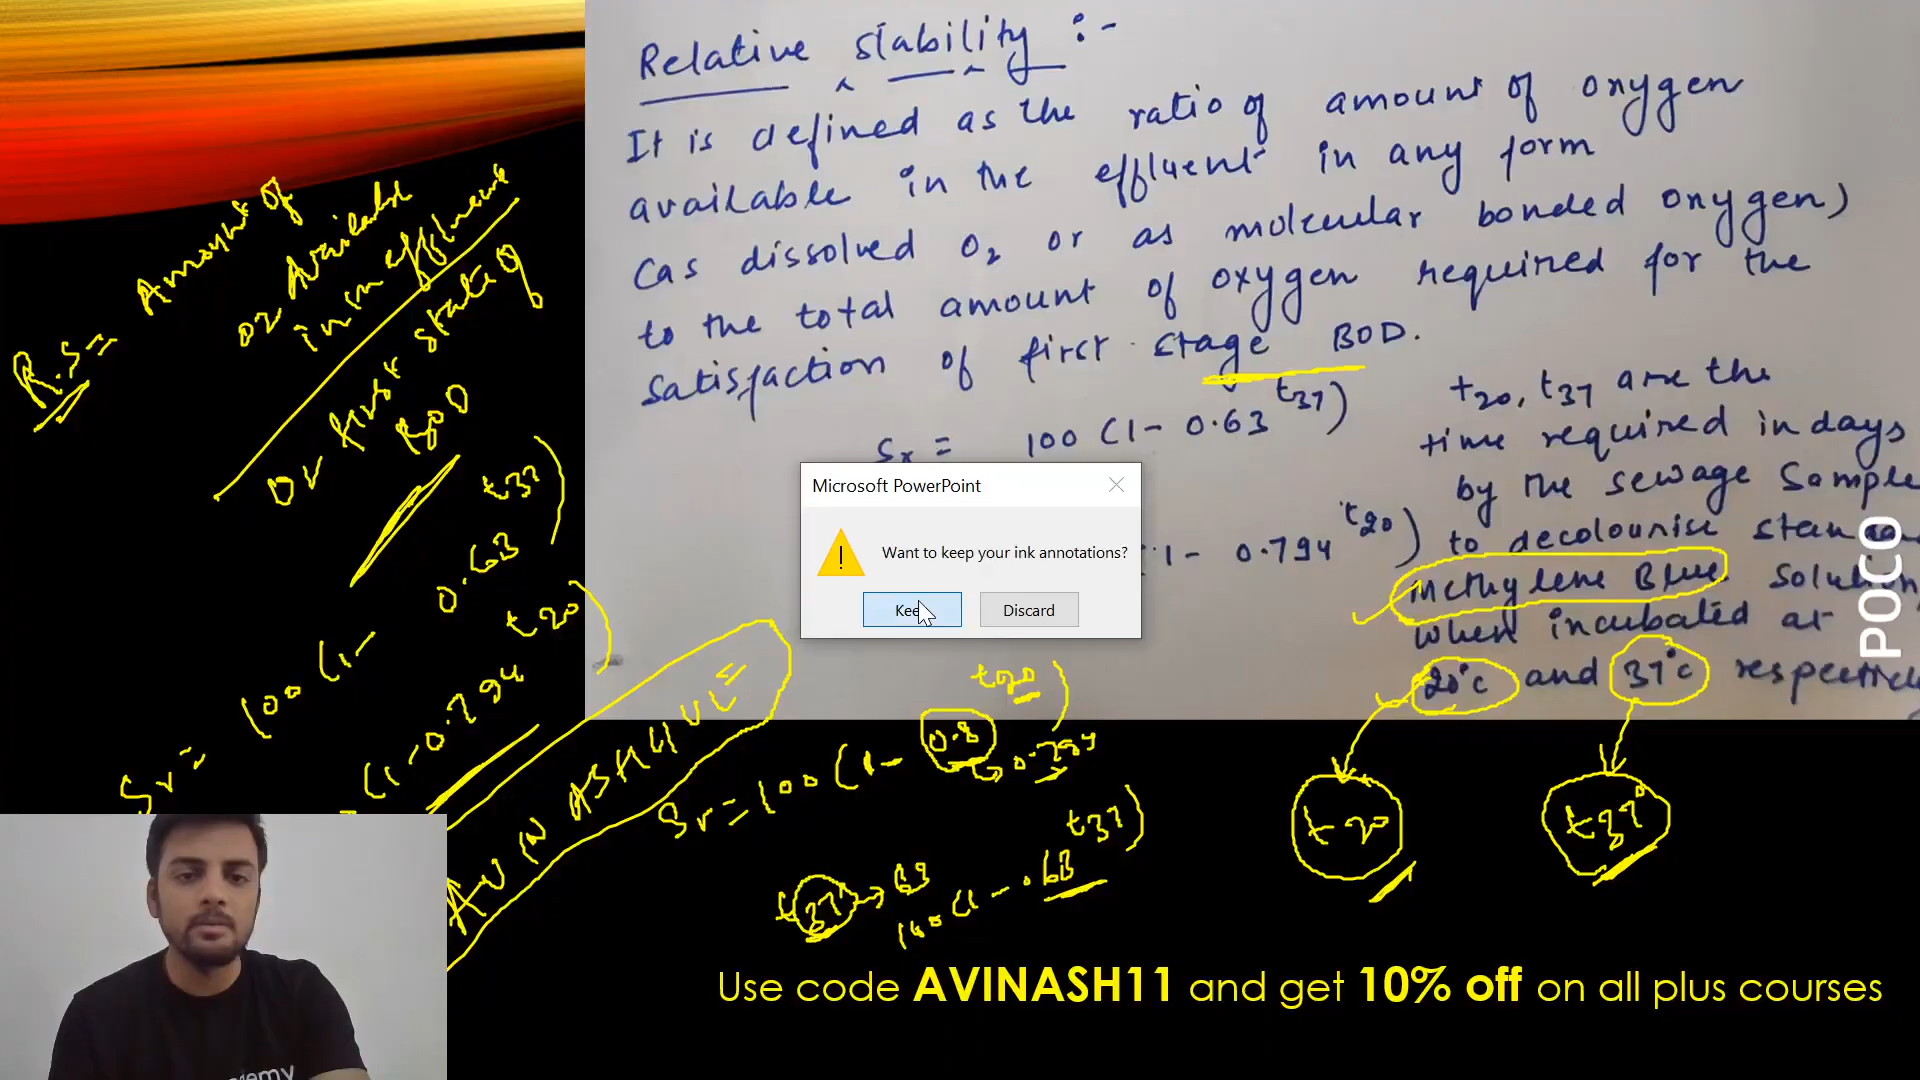 Relative stability :-
It is defined as the ratio of amount of oxygen
available in the effluent in any form
(as dissolved O2 or as molecular bonded oxygen)
to the total amount of oxygen required for the
satisfaction of first stage BOD.
Sr = 100 (1- 0.63^t37)
1- 0.794^t20)
t20, t37 are the
time required in days
by the sewage sample
to decolourise
Methylene Blue
when incubated at
20°c and 37°c
R.S =
Amount of
O2 Available
in in effluent
Or first state of
BOD
Sr = 100 (1- 0.63 t37)
(1-0.794 t20)
Sr = 100 (1- 0.8 t20)
0.794
t37 → 63
100 (1- .63 t37)
t20
t37°
Microsoft PowerPoint
Want to keep your ink annotations?
Discard
POCO
Use code AVINASH11 and get 10% off on all plus courses